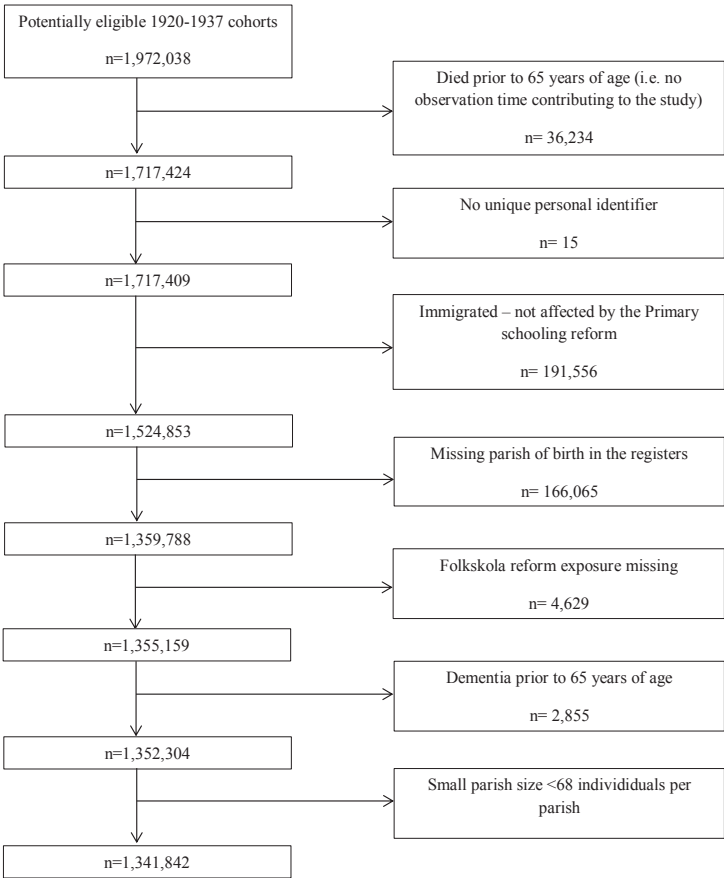 Potentially eligible 1920-1937 cohorts
n=1,972,038
Died prior to 65 years of age (i.e. no
observation time contributing to the study)
n= 36,234
n=1,717,424
No unique personal identifier
n= 15
n=1,717,409
Immigrated – not affected by the Primary
schooling reform
n= 191,556
n=1,524,853
Missing parish of birth in the registers
n= 166,065
n=1,359,788
Folkskola reform exposure missing
n= 4,629
n=1,355,159
Dementia prior to 65 years of age
n= 2,855
n=1,352,304
Small parish size <68 individiduals per
parish
n=1,341,842